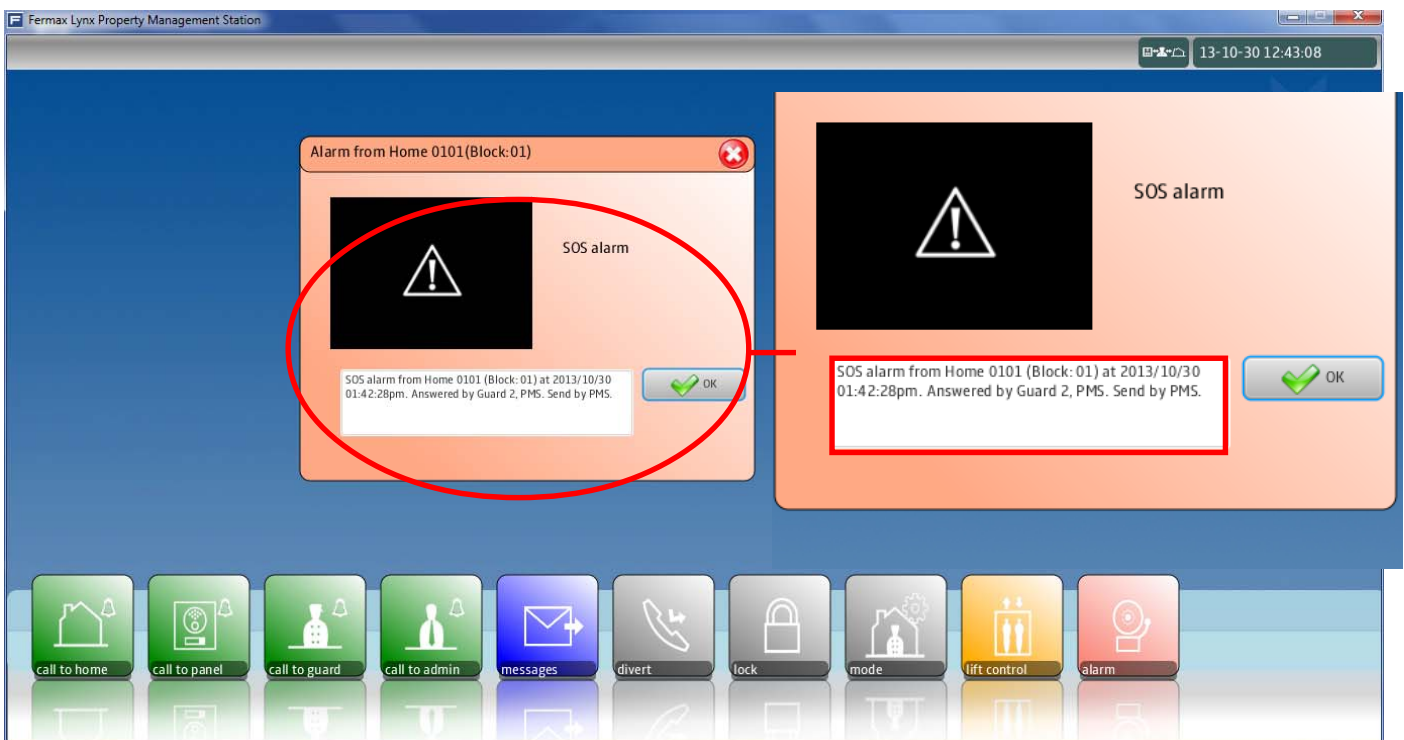 Fermax Lynx Property Management Station
13-10-30 12:43:08
Alarm from Home 0101(Block:01)
SOS alarm
SOS alarm from Home 0101 (Block: 01) at 2013/10/30
01:42:28pm. Answered by Guard 2, PMS. Send by PMS.
OK
SOS alarm
SOS alarm from Home 0101 (Block: 01) at 2013/10/30
01:42:28pm. Answered by Guard 2, PMS. Send by PMS.
OK
call to home
call to panel
call to guard
call to admin
messages
divert
lock
mode
lift control
alarm